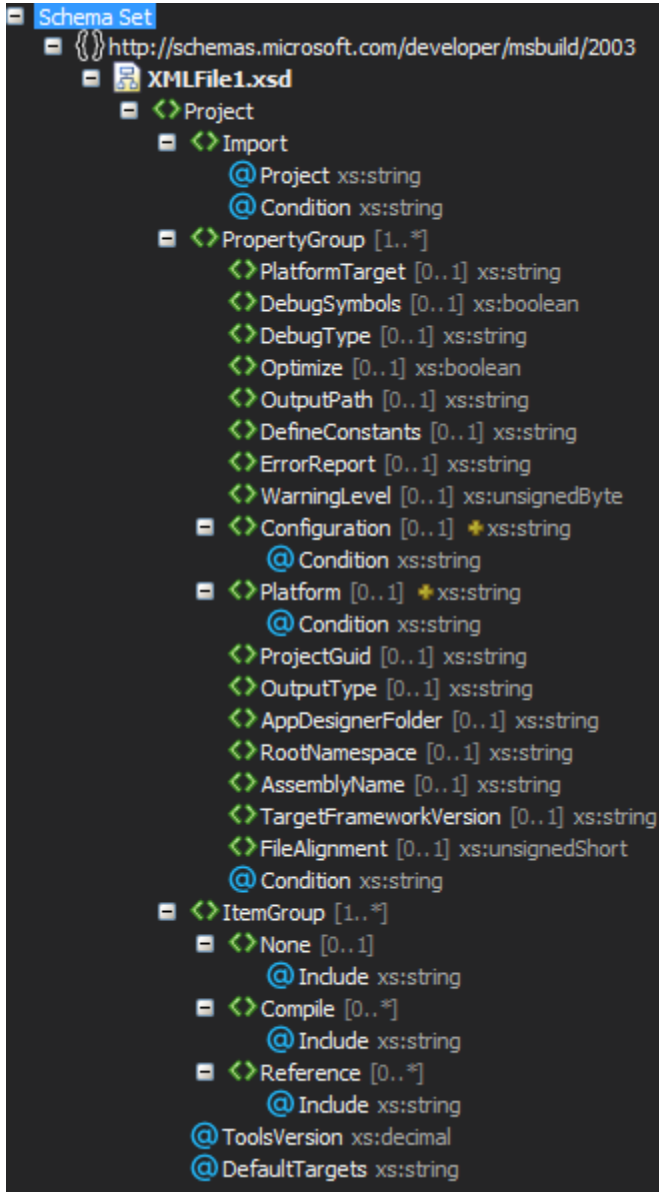 Schema Set
{}http://schemas.microsoft.com/developer/msbuild/2003
XMLFile1.xsd
<>Project
<>Import
@Project xs:string
@Condition xs:string
<>PropertyGroup [1..*]
<>PlatformTarget [0..1] xs:string
<>DebugSymbols [0..1] xs:boolean
<>DebugType [0..1] xs:string
<>Optimize [0..1] xs:boolean
<>OutputPath [0..1] xs:string
<>DefineConstants [0..1] xs:string
<>ErrorReport [0..1] xs:string
<>WarningLevel [0..1] xs:unsignedByte
<>Configuration [0..1] xs:string
@Condition xs:string
<>Platform [0..1] xs:string
@Condition xs:string
<>ProjectGuid [0..1] xs:string
<>OutputType [0..1] xs:string
<>AppDesignerFolder [0..1] xs:string
<>RootNamespace [0..1] xs:string
<>AssemblyName [0..1] xs:string
<>TargetFrameworkVersion [0..1] xs:string
<>FileAlignment [0..1] xs:unsignedShort
@Condition xs:string
<>ItemGroup [1..*]
<>None [0..1]
@Include xs:string
<>Compile [0..*]
@Include xs:string
<>Reference [0..*]
@Include xs:string
@ToolsVersion xs:decimal
@DefaultTargets xs:string